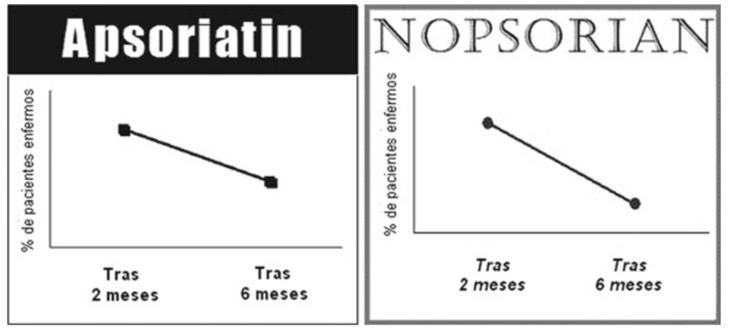 Apsoriatin
% de pacientes enfermos
Tras
2 meses
Tras
6 meses
NOPSORIAN
% de pacientes enfermos
Tras
2 meses
Tras
6 meses